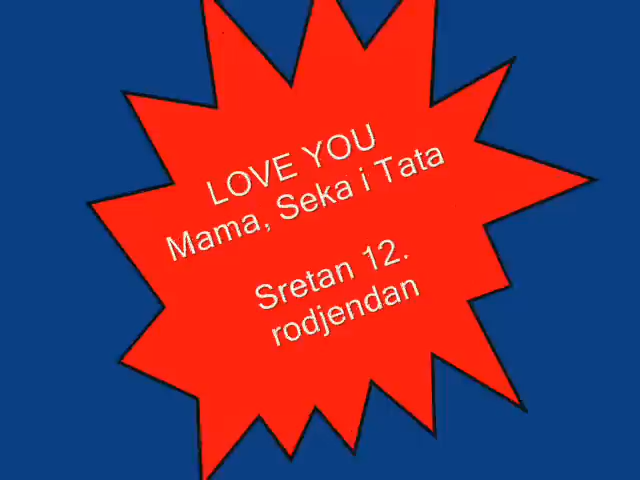 LOVE YOU
Mama, Seka i Tata
Sretan 12.
rodjendan